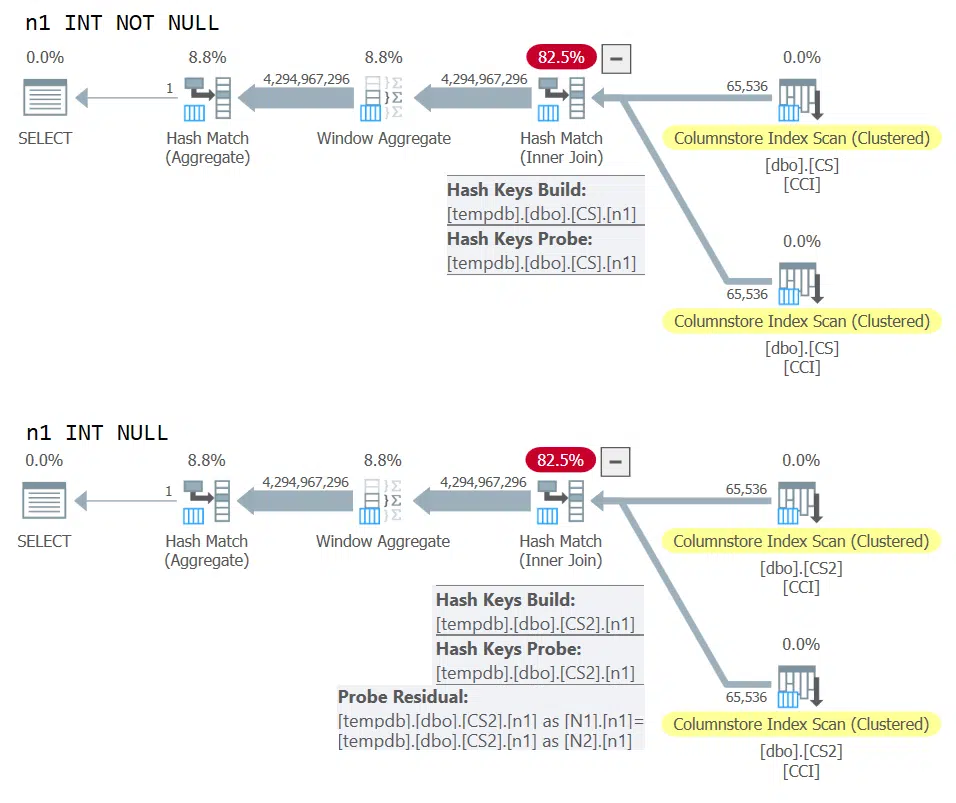 n1 INT NOT NULL
0.0%
8.8%
8.8%
82.5%
0.0%
1
4,294,967,296
4,294,967,296
65,536
SELECT
Hash Match
(Aggregate)
Window Aggregate
Hash Match
(Inner Join)
Columnstore Index Scan (Clustered)
[dbo].[CS]
[CCI]
Hash Keys Build:
[tempdb].[dbo].[CS].[n1]
Hash Keys Probe:
[tempdb].[dbo].[CS].[n1]
0.0%
65,536
Columnstore Index Scan (Clustered)
[dbo].[CS]
[CCI]
n1 INT NULL
0.0%
8.8%
8.8%
82.5%
0.0%
1
4,294,967,296
4,294,967,296
65,536
SELECT
Hash Match
(Aggregate)
Window Aggregate
Hash Match
(Inner Join)
Columnstore Index Scan (Clustered)
[dbo].[CS2]
[CCI]
Hash Keys Build:
[tempdb].[dbo].[CS2].[n1]
Hash Keys Probe:
[tempdb].[dbo].[CS2].[n1]
Probe Residual:
[tempdb].[dbo].[CS2].[n1] as [N1].[n1]=
[tempdb].[dbo].[CS2].[n1] as [N2].[n1]
0.0%
65,536
Columnstore Index Scan (Clustered)
[dbo].[CS2]
[CCI]